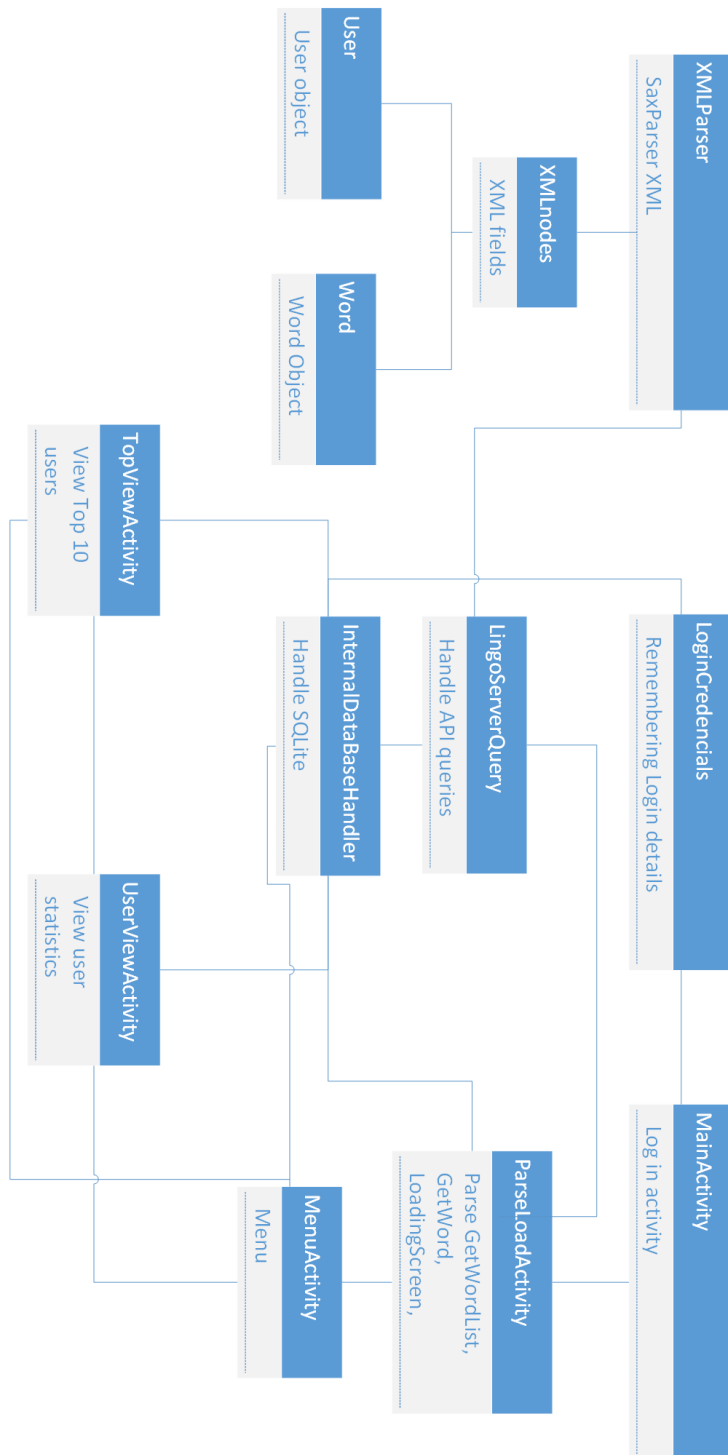 XMLParser
SaxParser XML
LoginCredencials
Remembering Login details
MainActivity
Log in activity
XMLnodes
XML fields
LingoServerQuery
Handle API queries
ParseLoadActivity
Parse GetWordList,
GetWord,
LoadingScreen,
User
User object
Word
Word Object
InternalDataBaseHandler
Handle SQLite
MenuActivity
Menu
TopViewActivity
View Top 10
users
UserViewActivity
View user
statistics